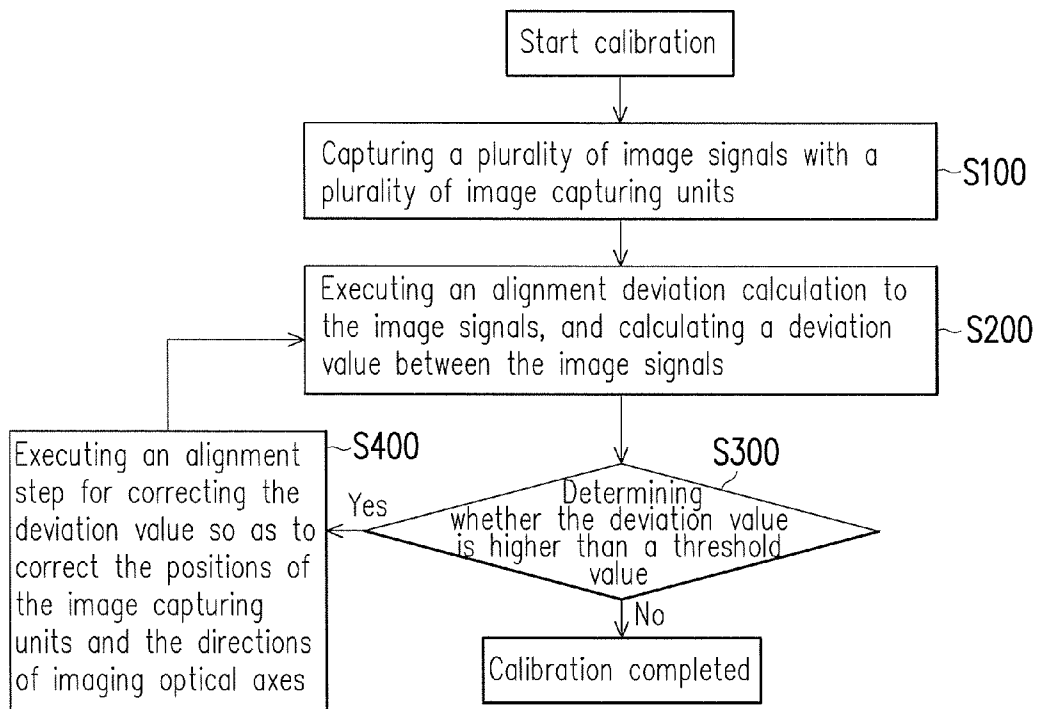 Start calibration
Capturing a plurality of image signals with a
plurality of image capturing units
S100
Executing an alignment deviation calculation to
the image signals, and calculating a deviation
value between the image signals
S200
S300
Determining
whether the deviation value
is higher than a threshold
value
Yes
S400
Executing an alignment
step for correcting the
deviation value so as to
correct the positions of
the image capturing
units and the directions
of imaging optical axes
No
Calibration completed